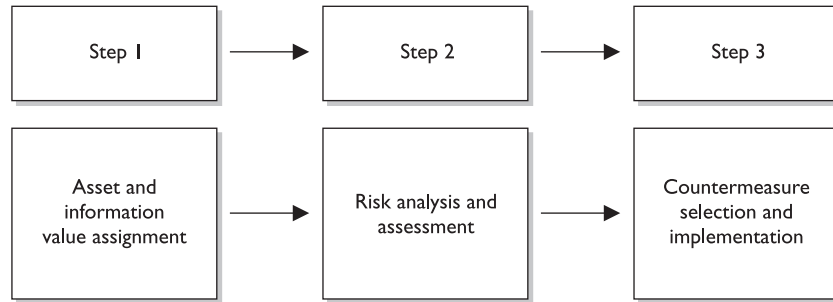 Step 1
Step 2
Step 3
Asset and
information
value assignment
Risk analysis and
assessment
Countermeasure
selection and
implementation